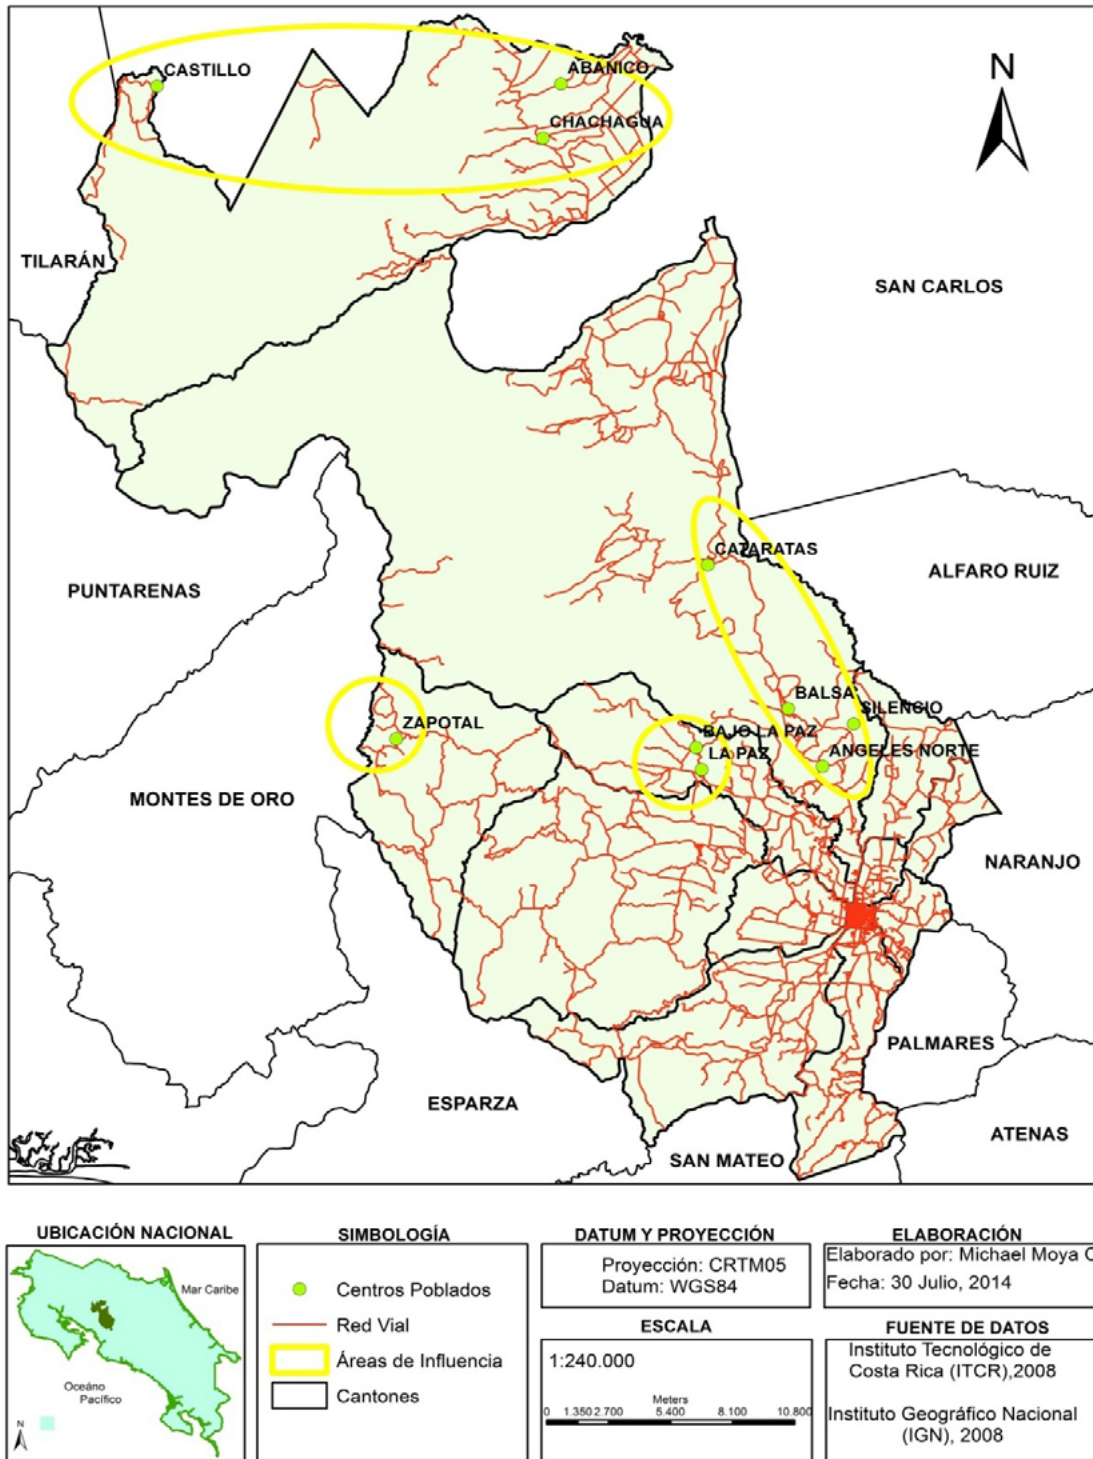 N
CASTILLO
ABANICO
CHACHAGUA
TILARÁN
SAN CARLOS
CATARATAS
ALFARO RUIZ
PUNTARENAS
BALSA
SILENCIO
ZAPOTAL
BAJO LA PAZ
LA PAZ
ANGELES NORTE
MONTES DE ORO
NARANJO
PALMARES
ESPARZA
ATENAS
SAN MATEO
UBICACIÓN NACIONAL
Mar Caribe
Oceáno
Pacífico
N
SIMBOLOGÍA
Centros Poblados
Red Vial
Áreas de Influencia
Cantones
DATUM Y PROYECCIÓN
Proyección: CRTM05
Datum: WGS84
ESCALA
1:240.000
Meters
0 1.350 2.700 5.400 8.100 10.800
ELABORACIÓN
Elaborado por: Michael Moya C
Fecha: 30 Julio, 2014
FUENTE DE DATOS
Instituto Tecnológico de
Costa Rica (ITCR),2008
Instituto Geográfico Nacional
(IGN), 2008